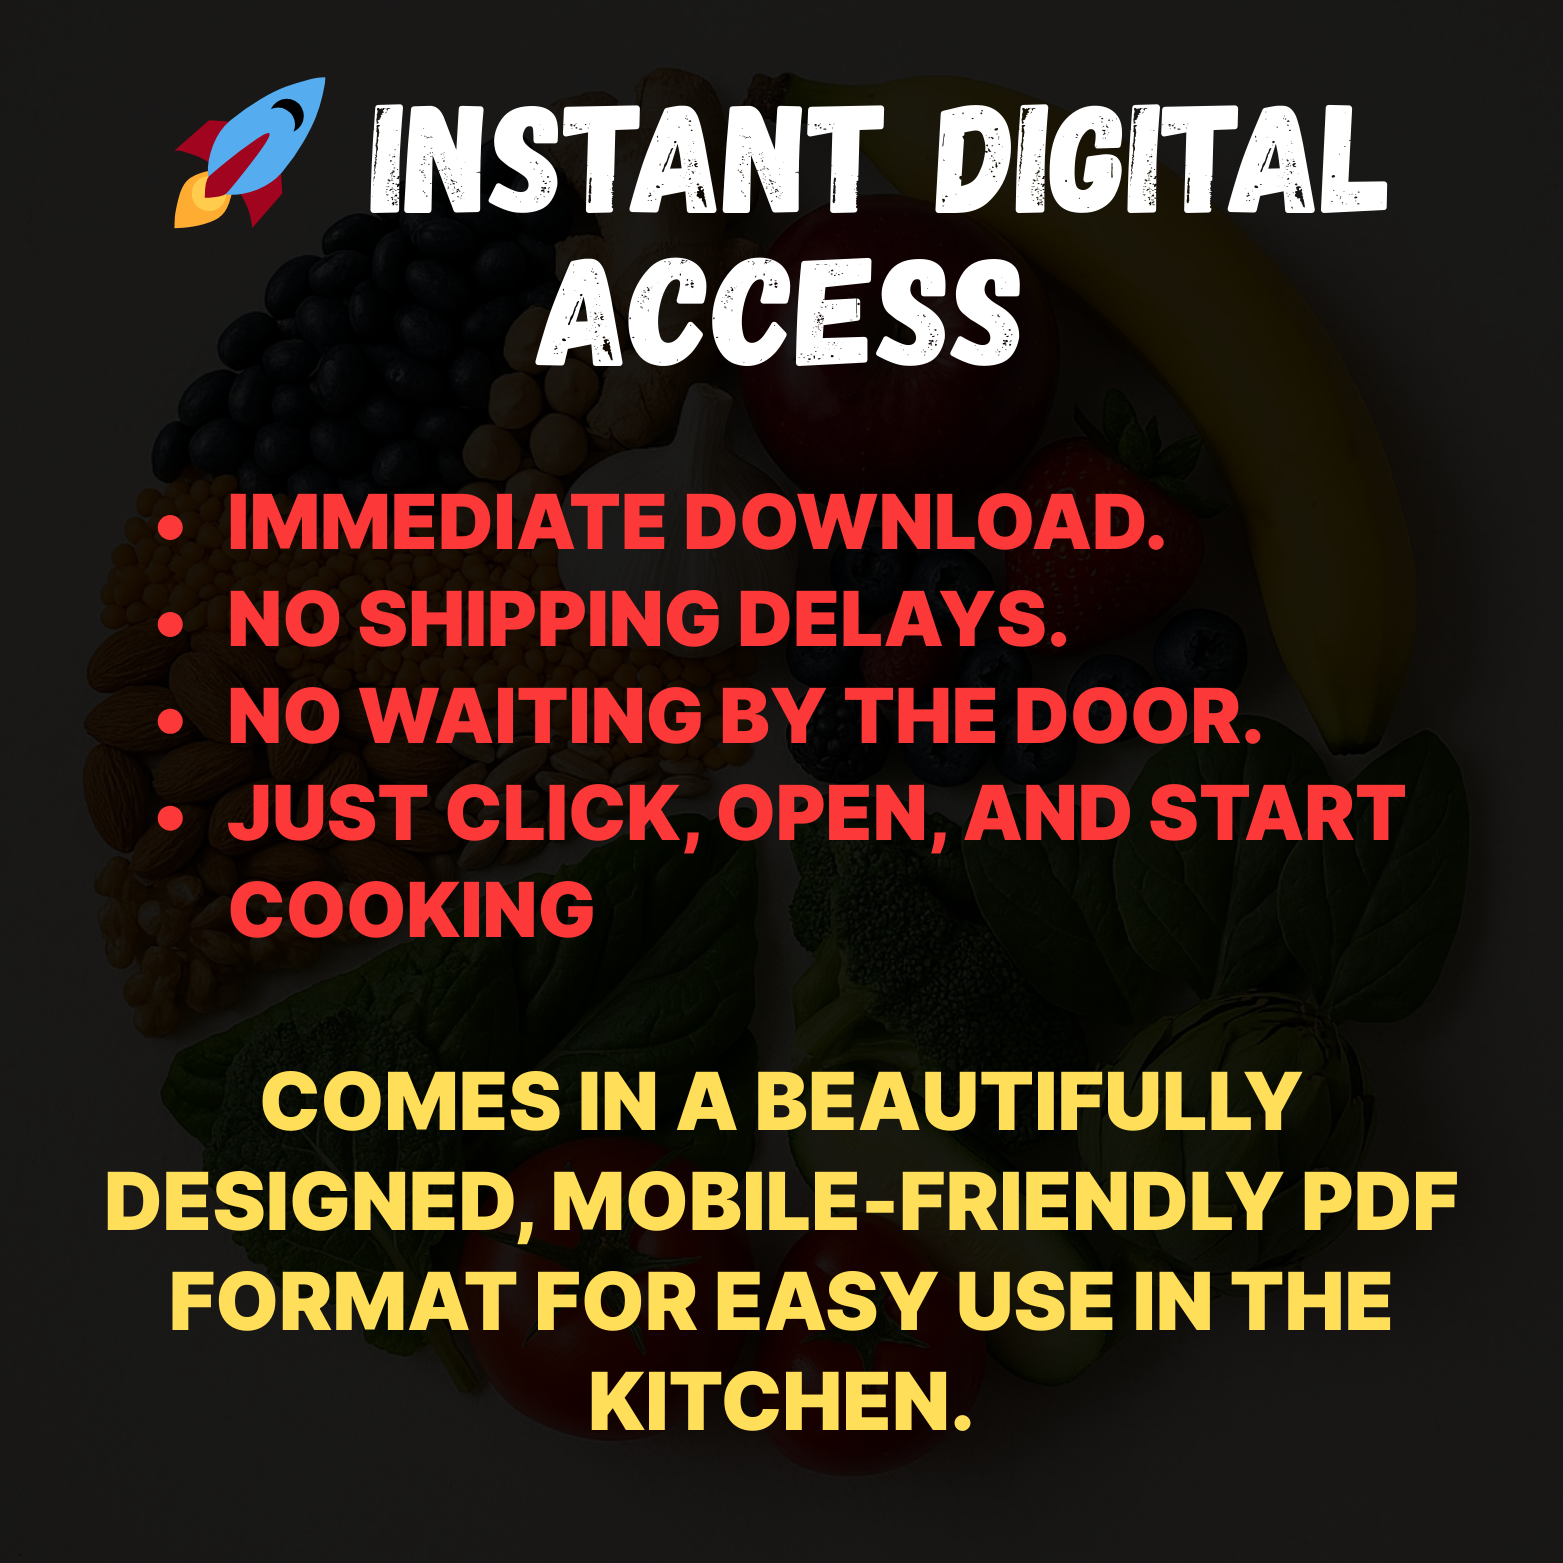 🚀 INSTANT DIGITAL
ACCESS
• IMMEDIATE DOWNLOAD.
• NO SHIPPING DELAYS.
• NO WAITING BY THE DOOR.
• JUST CLICK, OPEN, AND START
COOKING
COMES IN A BEAUTIFULLY
DESIGNED, MOBILE-FRIENDLY PDF
FORMAT FOR EASY USE IN THE
KITCHEN.